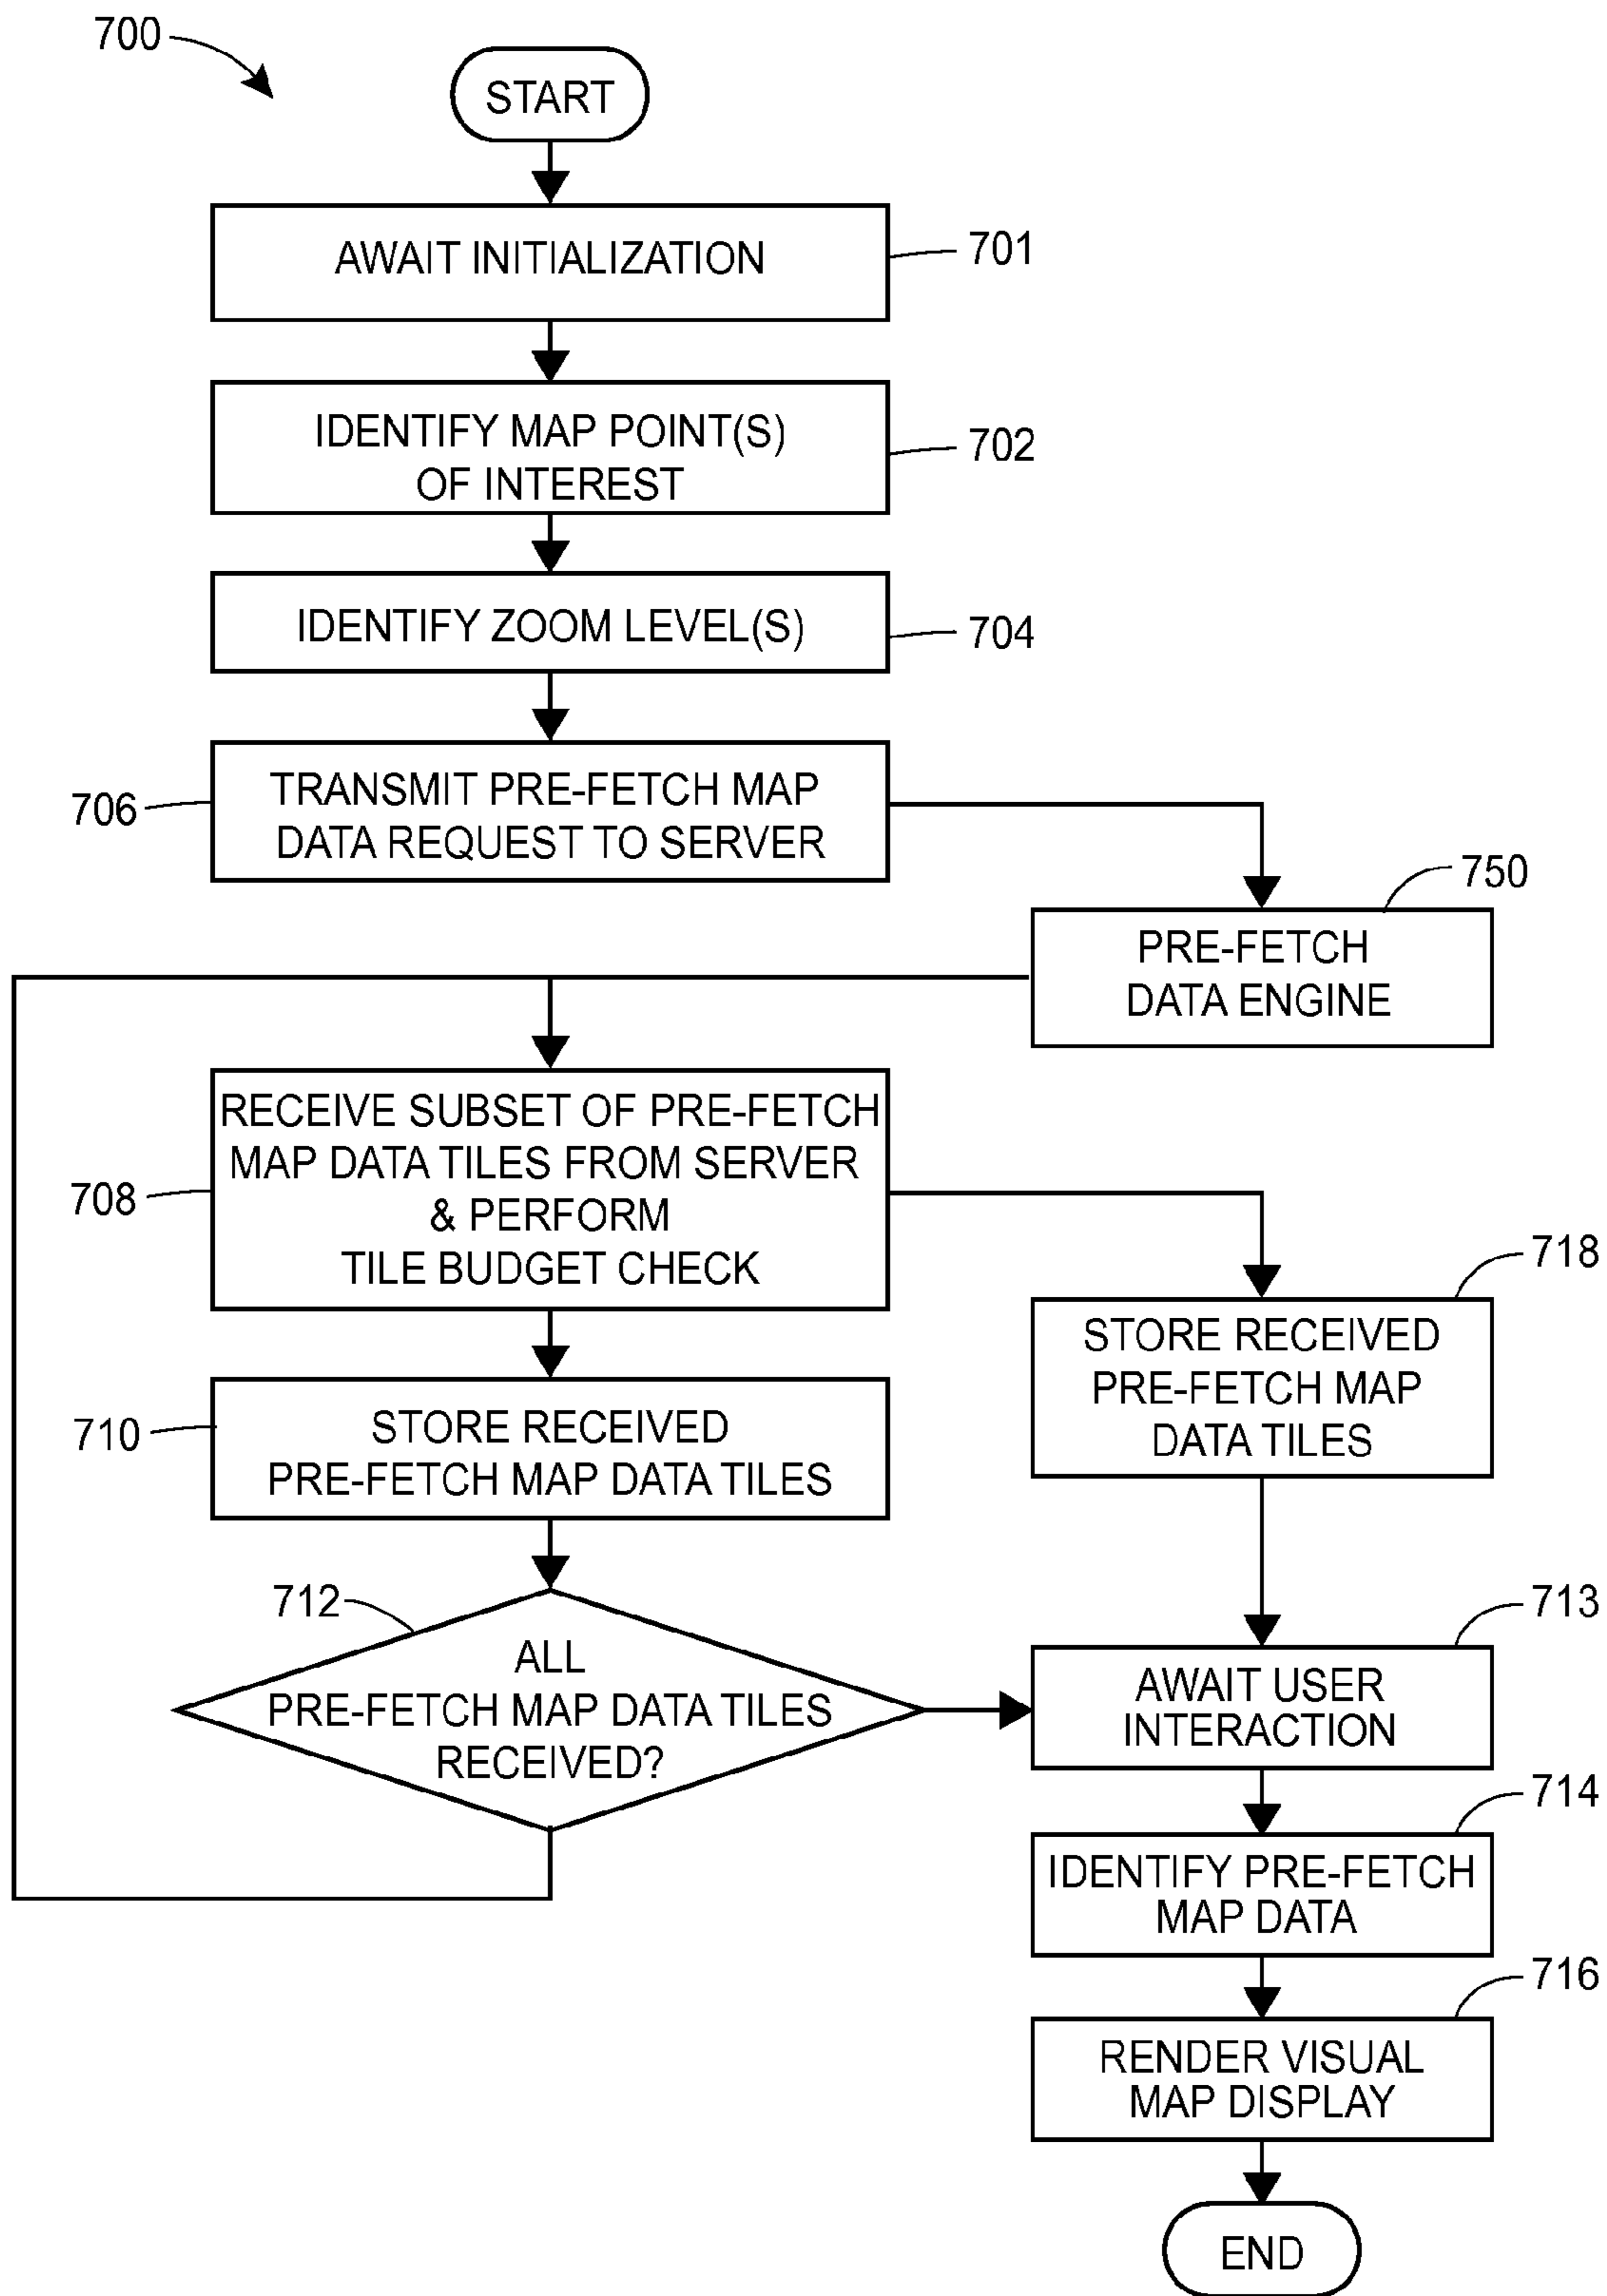 700
START
AWAIT INITIALIZATION
701
IDENTIFY MAP POINT(S)
OF INTEREST
702
IDENTIFY ZOOM LEVEL(S)
704
706
TRANSMIT PRE-FETCH MAP
DATA REQUEST TO SERVER
750
PRE-FETCH
DATA ENGINE
708
RECEIVE SUBSET OF PRE-FETCH
MAP DATA TILES FROM SERVER
& PERFORM
TILE BUDGET CHECK
718
STORE RECEIVED
PRE-FETCH MAP
DATA TILES
710
STORE RECEIVED
PRE-FETCH MAP DATA TILES
712
ALL
PRE-FETCH MAP DATA TILES
RECEIVED?
713
AWAIT USER
INTERACTION
714
IDENTIFY PRE-FETCH
MAP DATA
716
RENDER VISUAL
MAP DISPLAY
END